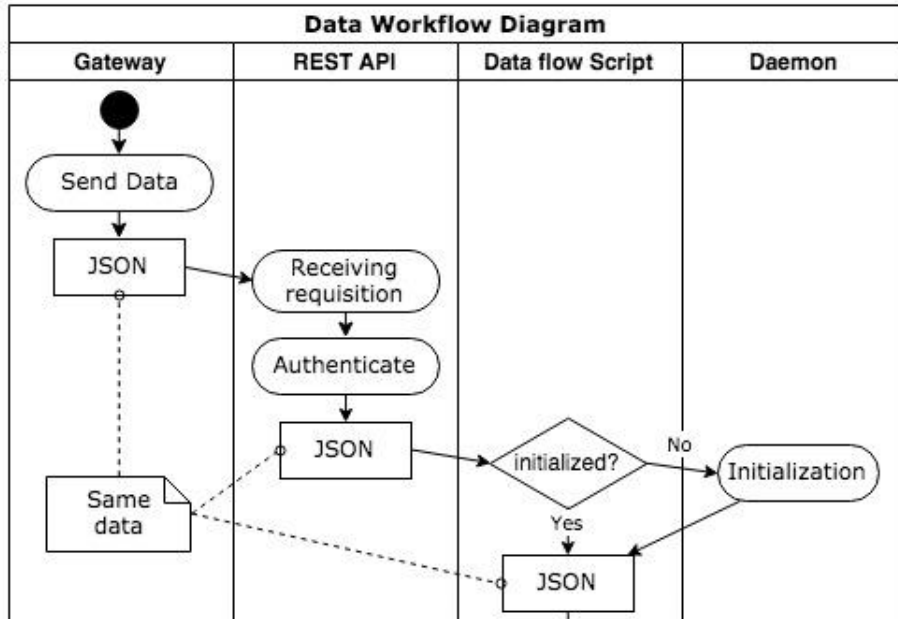 Data Workflow Diagram
Gateway
REST API
Data flow Script
Daemon
Send Data
JSON
Receiving
requisition
Authenticate
JSON
initialized?
No
Initialization
Same
data
Yes
JSON